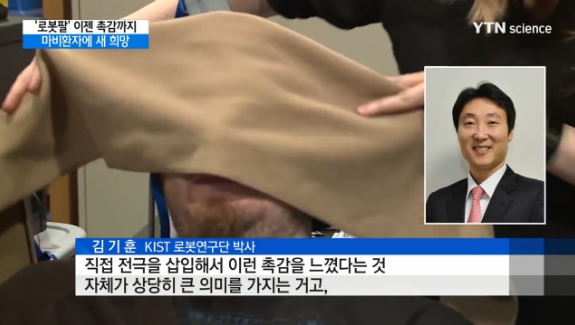 '로봇팔' 이젠 촉감까지
마비환자에 새 희망
YTN science
김기훈 KIST 로봇연구단 박사
직접 전극을 삽입해서 이런 촉감을 느꼈다는 것
자체가 상당히 큰 의미를 가지는 거고,